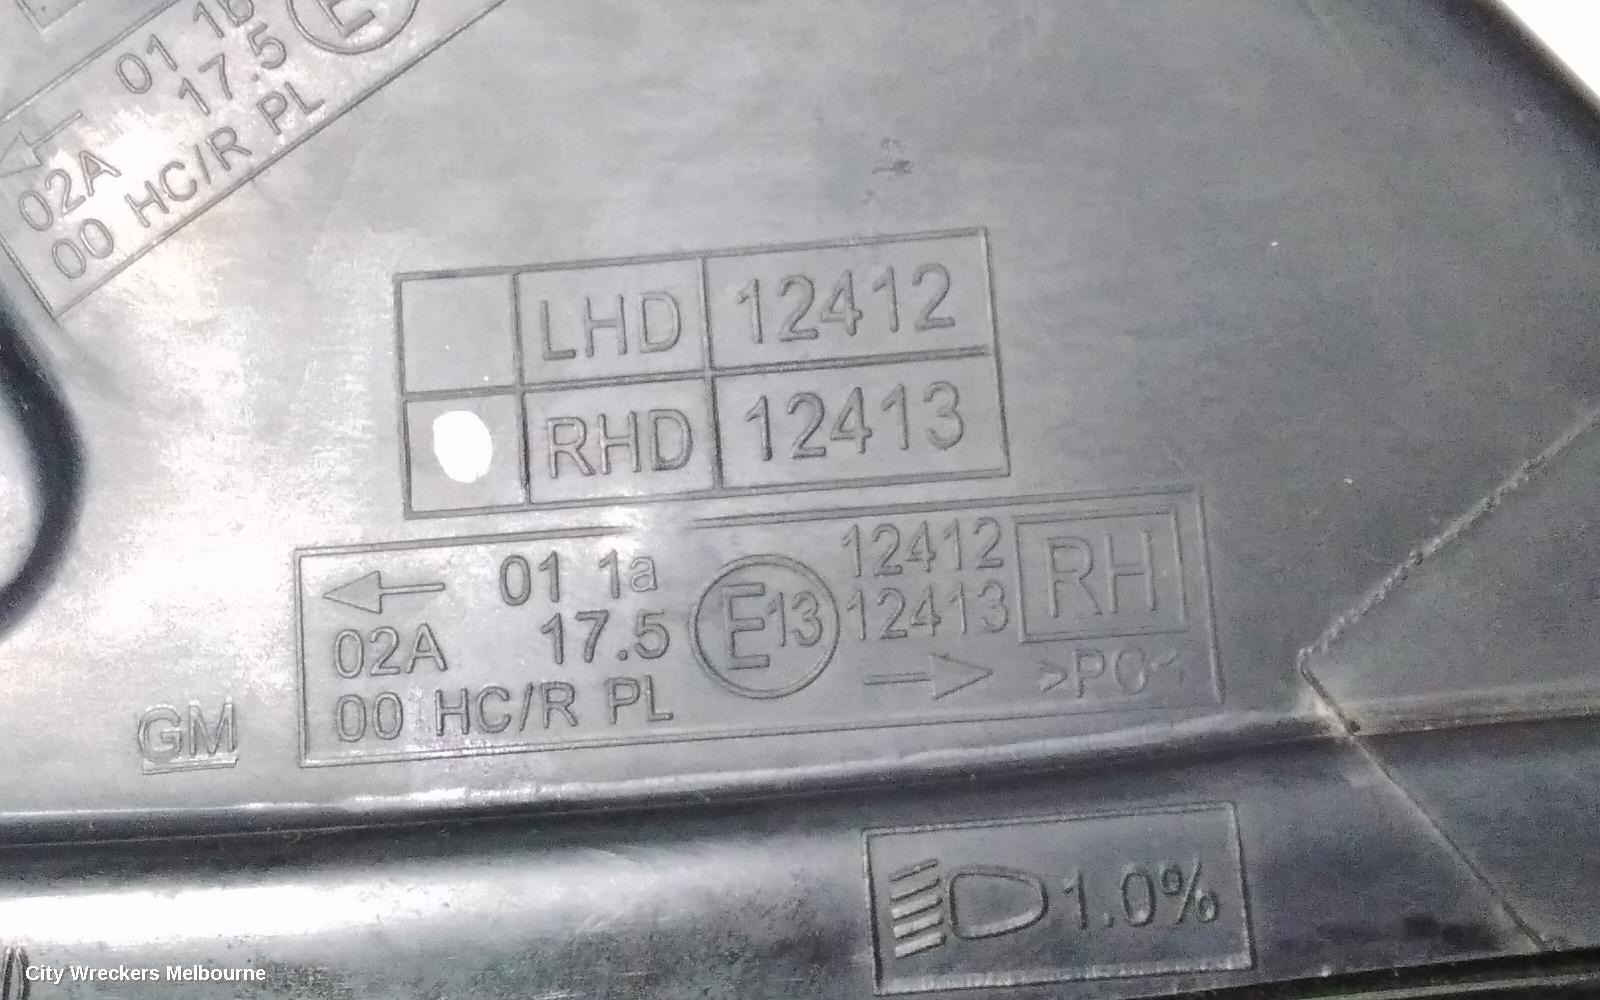 01 1b
17.5
02A
00 HC/R PL
E
LHD 12412
RHD 12413
01 1a
12412
RH
02A 17.5
E13
12413
00 HC/R PL
GM
1.0%
City Wreckers Melbourne